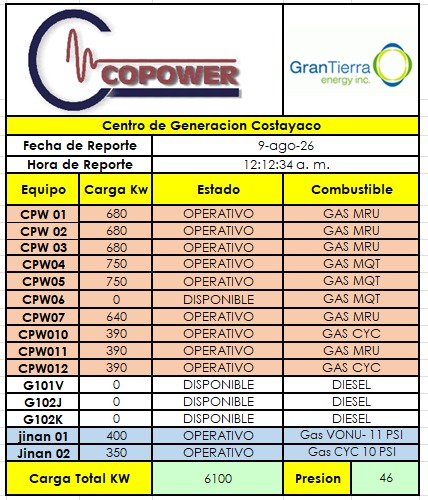 COPOWER
GranTierra
energy inc.
Centro de Generacion Costayaco
Fecha de Reporte 9-ago-26
Hora de Reporte 12:12:34 a. m.
Equipo Carga Kw Estado Combustible
CPW 01 680 OPERATIVO GAS MRU
CPW 02 680 OPERATIVO GAS MRU
CPW 03 680 OPERATIVO GAS MRU
CPW04 750 OPERATIVO GAS MQT
CPW05 750 OPERATIVO GAS MQT
CPW06 0 DISPONIBLE GAS MQT
CPW07 640 OPERATIVO GAS MRU
CPW010 390 OPERATIVO GAS CYC
CPW011 390 OPERATIVO GAS MRU
CPW012 390 OPERATIVO GAS CYC
G101V 0 DISPONIBLE DIESEL
G102J 0 DISPONIBLE DIESEL
G102K 0 DISPONIBLE DIESEL
jinan 01 400 OPERATIVO Gas VONU- 11 PSI
Jinan 02 350 OPERATIVO Gas CYC 10 PSI
Carga Total KW 6100 Presion 46